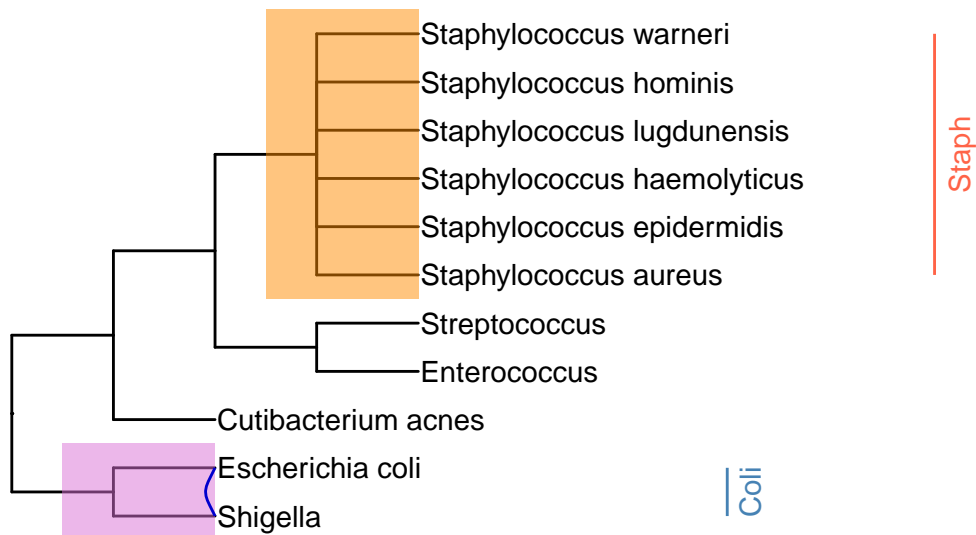 Staphylococcus warneri
Staphylococcus hominis
Staphylococcus lugdunensis
Staphylococcus haemolyticus
Staphylococcus epidermidis
Staphylococcus aureus
Streptococcus
Enterococcus
Cutibacterium acnes
Escherichia coli
Shigella
Staph
Coli